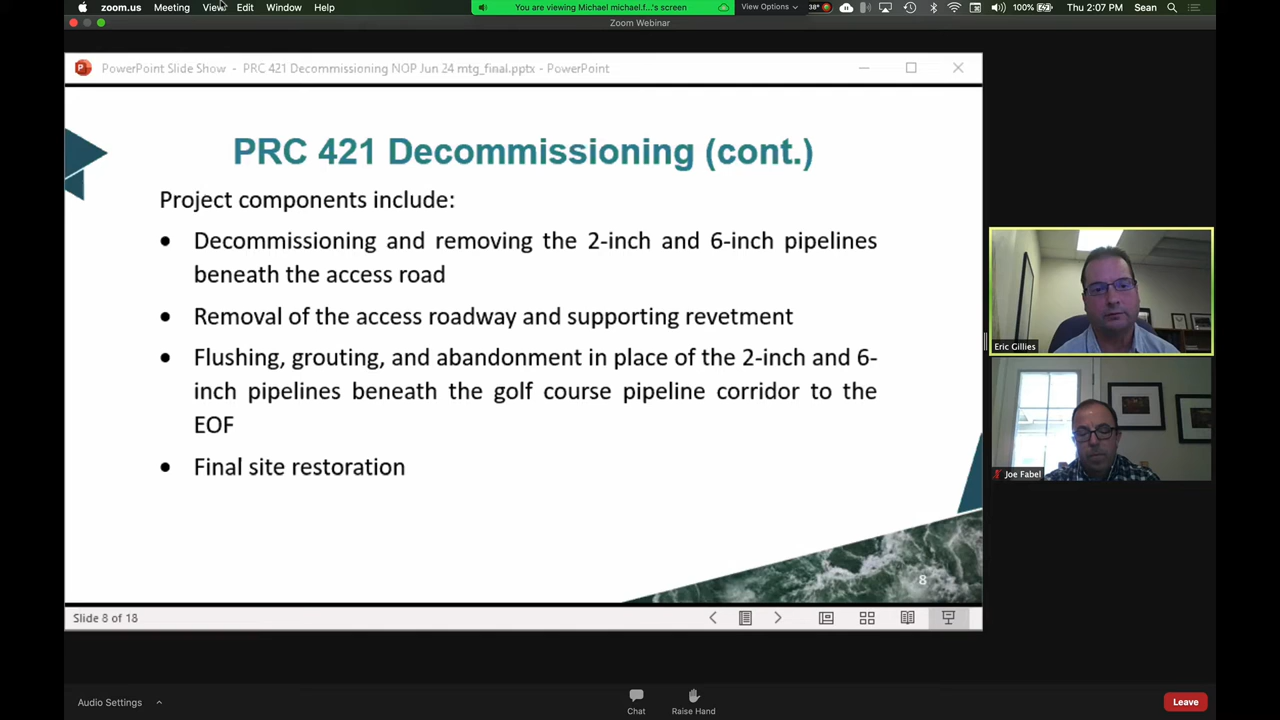 zoom.us Meeting View Edit Window Help
You are viewing Michael michael.f...'s screen
View Options
38°
100%
Thu 2:07 PM
Sean
Zoom Webinar
PowerPoint Slide Show - PRC 421 Decommissioning NOP Jun 24 mtg_final.pptx - PowerPoint
PRC 421 Decommissioning (cont.)
Project components include:
• Decommissioning and removing the 2-inch and 6-inch pipelines
beneath the access road
• Removal of the access roadway and supporting revetment
• Flushing, grouting, and abandonment in place of the 2-inch and 6-
inch pipelines beneath the golf course pipeline corridor to the
EOF
• Final site restoration
8
Slide 8 of 18
Eric Gillies
Joe Fabel
Audio Settings
Chat
Raise Hand
Leave